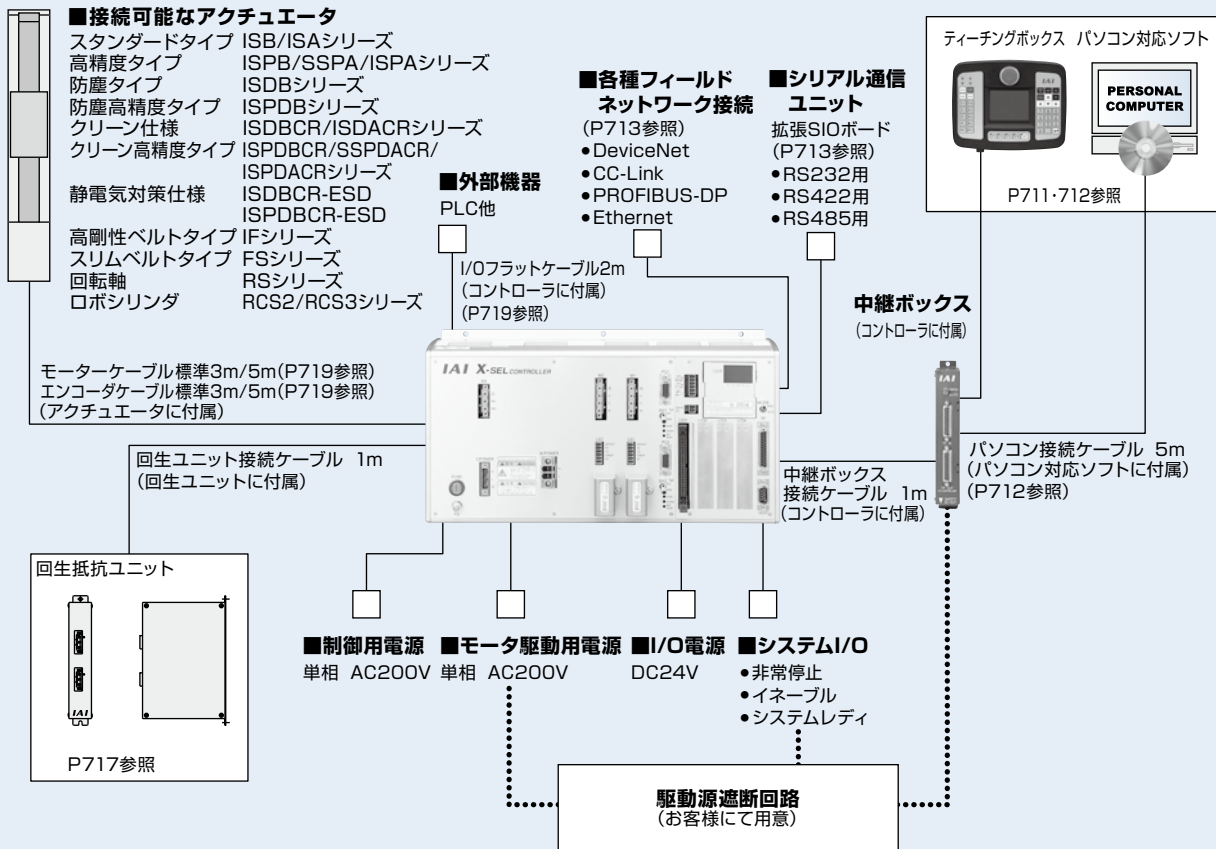 ■接続可能なアクチュエータ
スタンダードタイプ ISB/ISAシリーズ
高精度タイプ ISPB/SSPA/ISPAシリーズ
防塵タイプ ISDBシリーズ
防塵高精度タイプ ISPDBシリーズ
クリーン仕様 ISDBCR/ISDACRシリーズ
クリーン高精度タイプ ISPDBCR/SSPDACR/
ISPDACRシリーズ
静電気対策仕様 ISDBCR-ESD
ISPDBCR-ESD
高剛性ベルトタイプ IFシリーズ
スリムベルトタイプ FSシリーズ
回転軸 RSシリーズ
ロボシリンダ RCS2/RCS3シリーズ
モーターケーブル標準3m/5m(P719参照)
エンコーダケーブル標準3m/5m(P719参照)
(アクチュエータに付属)
■外部機器
PLC他
I/Oフラットケーブル2m
(コントローラに付属)
(P719参照)
■各種フィールド
ネットワーク接続
(P713参照)
●DeviceNet
●CC-Link
●PROFIBUS-DP
●Ethernet
■シリアル通信
ユニット
拡張SIOボード
(P713参照)
●RS232用
●RS422用
●RS485用
ティーチングボックス パソコン対応ソフト
IAI
PERSONAL
COMPUTER
P711・712参照
中継ボックス
(コントローラに付属)
IAI
パソコン接続ケーブル 5m
(パソコン対応ソフトに付属)
(P712参照)
中継ボックス
接続ケーブル 1m
(コントローラに付属)
IAI X-SEL CONTROLLER
回生ユニット接続ケーブル 1m
(回生ユニットに付属)
回生抵抗ユニット
IAI
P717参照
■制御用電源
単相 AC200V
■モータ駆動用電源
単相 AC200V
■I/O電源
DC24V
■システムI/O
●非常停止
●イネーブル
●システムレディ
駆動源遮断回路
(お客様にて用意)